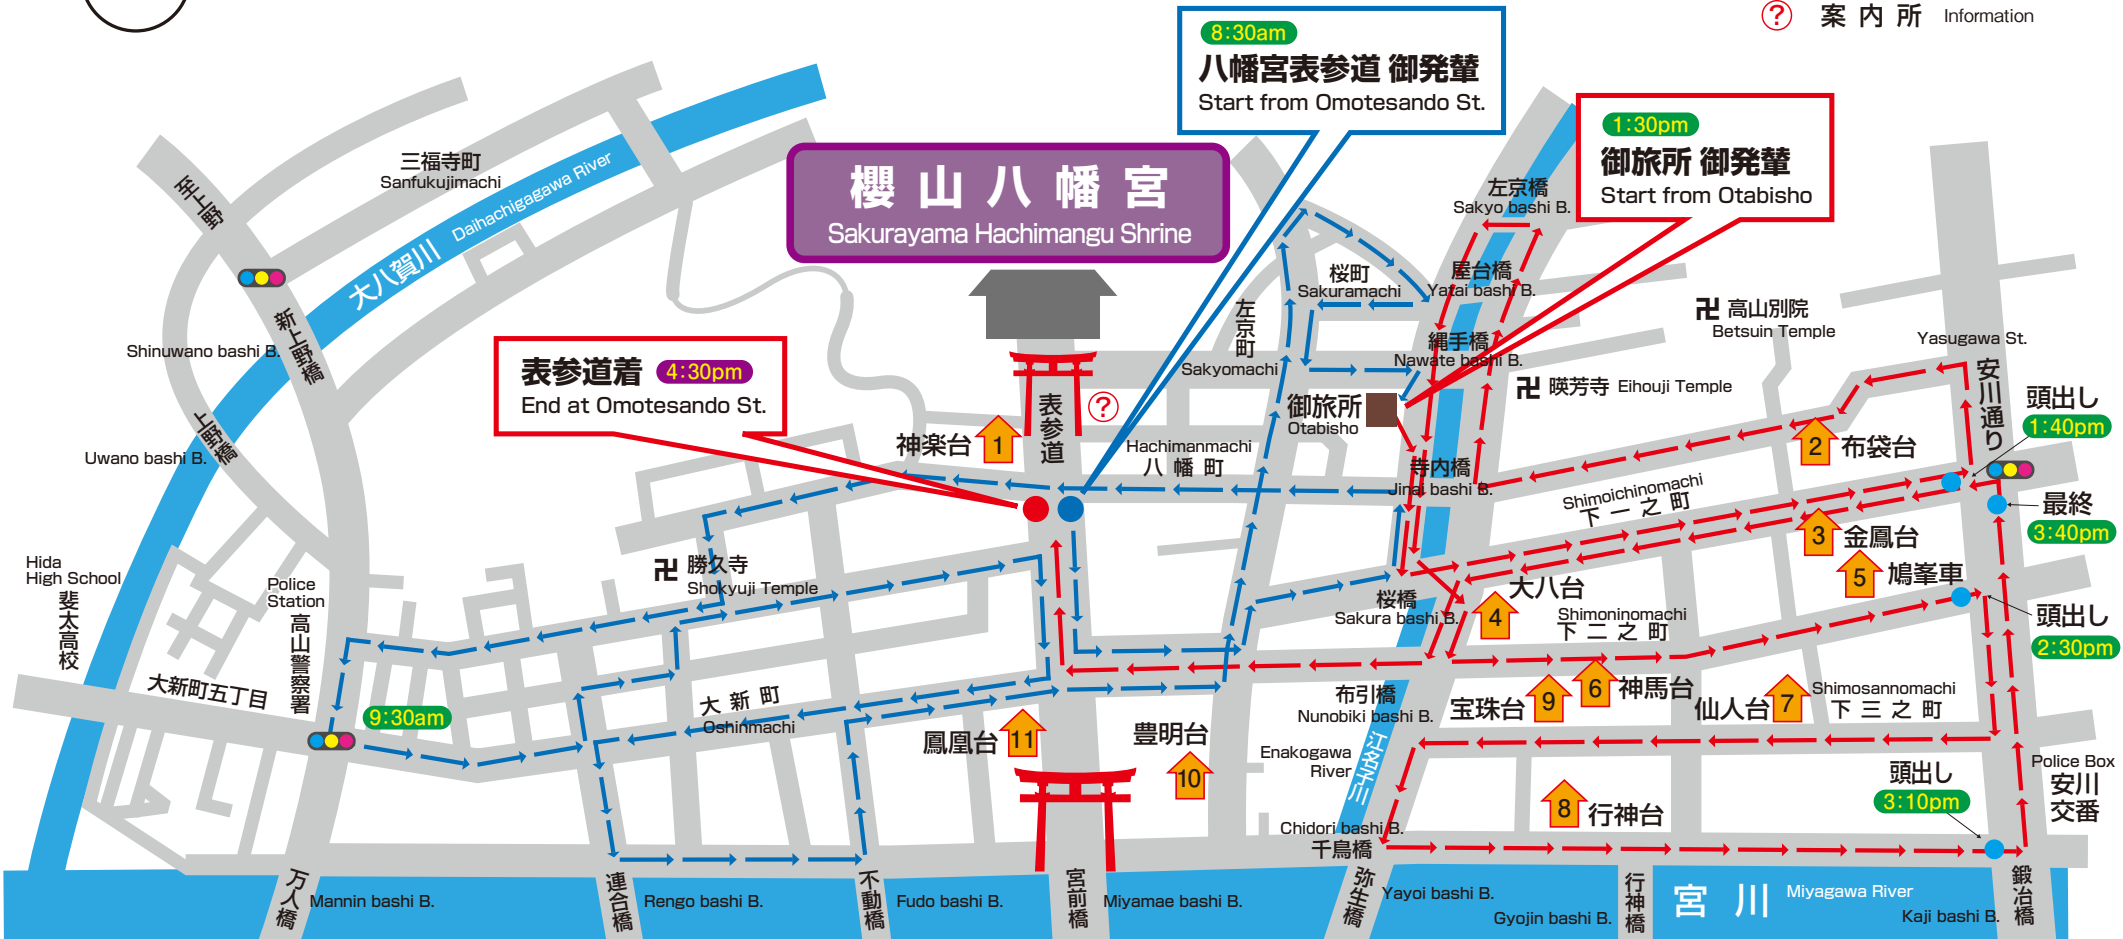 ? 案内所 Information
8:30am
八幡宮表参道 御発輦
Start from Omotesando St.
1:30pm
御旅所 御発輦
Start from Otabisho
櫻山八幡宮
Sakurayama Hachimangu Shrine
表参道着 4:30pm
End at Omotesando St.
至上野
三福寺町
Sanfukujimachi
大八賀川 Daihachigagawa River
新上野橋
Shinuwano bashi B.
上野橋
Uwano bashi B.
左京橋
Sakyo bashi B.
屋台橋
Yatai bashi B.
縄手橋
Nawate bashi B.
桜町
Sakuramachi
左京町
Sakyomachi
卍 高山別院
Betsuin Temple
卍 暎芳寺 Eihouji Temple
Yasugawa St.
安川通り
頭出し
1:40pm
最終
3:40pm
頭出し
2:30pm
頭出し
3:10pm
御旅所
Otabisho
表参道
?
神楽台 1
Hachimanmachi
八幡町
寺内橋
Jinai bashi B.
2 布袋台
Shimoichinomachi
下一之町
3 金鳳台
5 鳩峯車
大八台
4
Shimoninomachi
下二之町
桜橋
Sakura bashi B.
卍 勝久寺
Shokyuji Temple
Hida
High School
斐太高校
Police
Station
高山警察署
大新町五丁目
9:30am
大新町
Oshinmachi
鳳凰台 11
豊明台
10
布引橋
Nunobiki bashi B.
宝珠台 9
6 神馬台
仙人台 7
Shimosannomachi
下三之町
Enakogawa
River
江名子川
8 行神台
Police Box
安川
交番
Chidori bashi B.
千鳥橋
万人橋
Mannin bashi B.
連合橋
Rengo bashi B.
不動橋
Fudo bashi B.
宮前橋
Miyamae bashi B.
弥生橋
Yayoi bashi B.
Gyojin bashi B.
行神橋
宮川 Miyagawa River
Kaji bashi B.
鍛冶橋